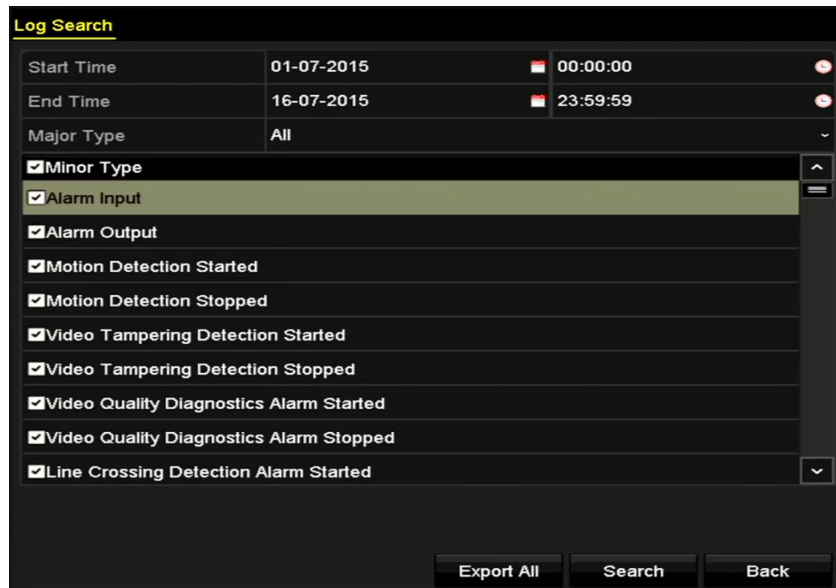 Log Search
Start Time 01-07-2015 00:00:00
End Time 16-07-2015 23:59:59
Major Type All
Minor Type
Alarm Input
Alarm Output
Motion Detection Started
Motion Detection Stopped
Video Tampering Detection Started
Video Tampering Detection Stopped
Video Quality Diagnostics Alarm Started
Video Quality Diagnostics Alarm Stopped
Line Crossing Detection Alarm Started
Export All Search Back